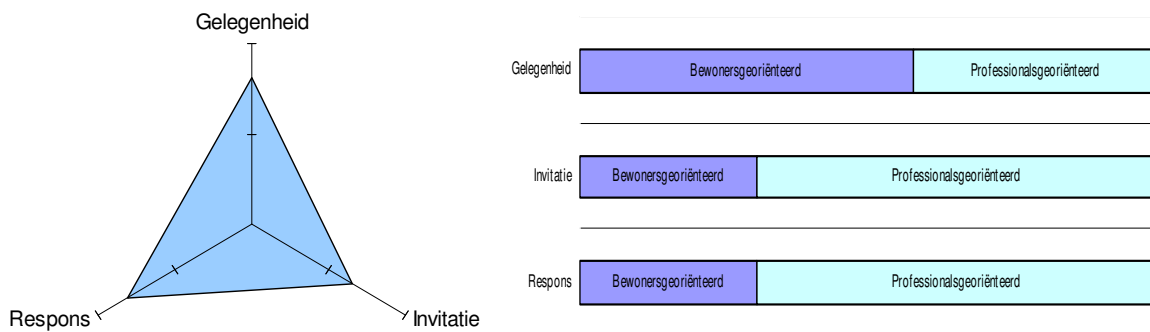 Gelegenheid
Respons
Invitatie
Gelegenheid
Bewonersgeoriënteerd
Professionalsgeoriënteerd
Invitatie
Bewonersgeoriënteerd
Professionalsgeoriënteerd
Respons
Bewonersgeoriënteerd
Professionalsgeoriënteerd